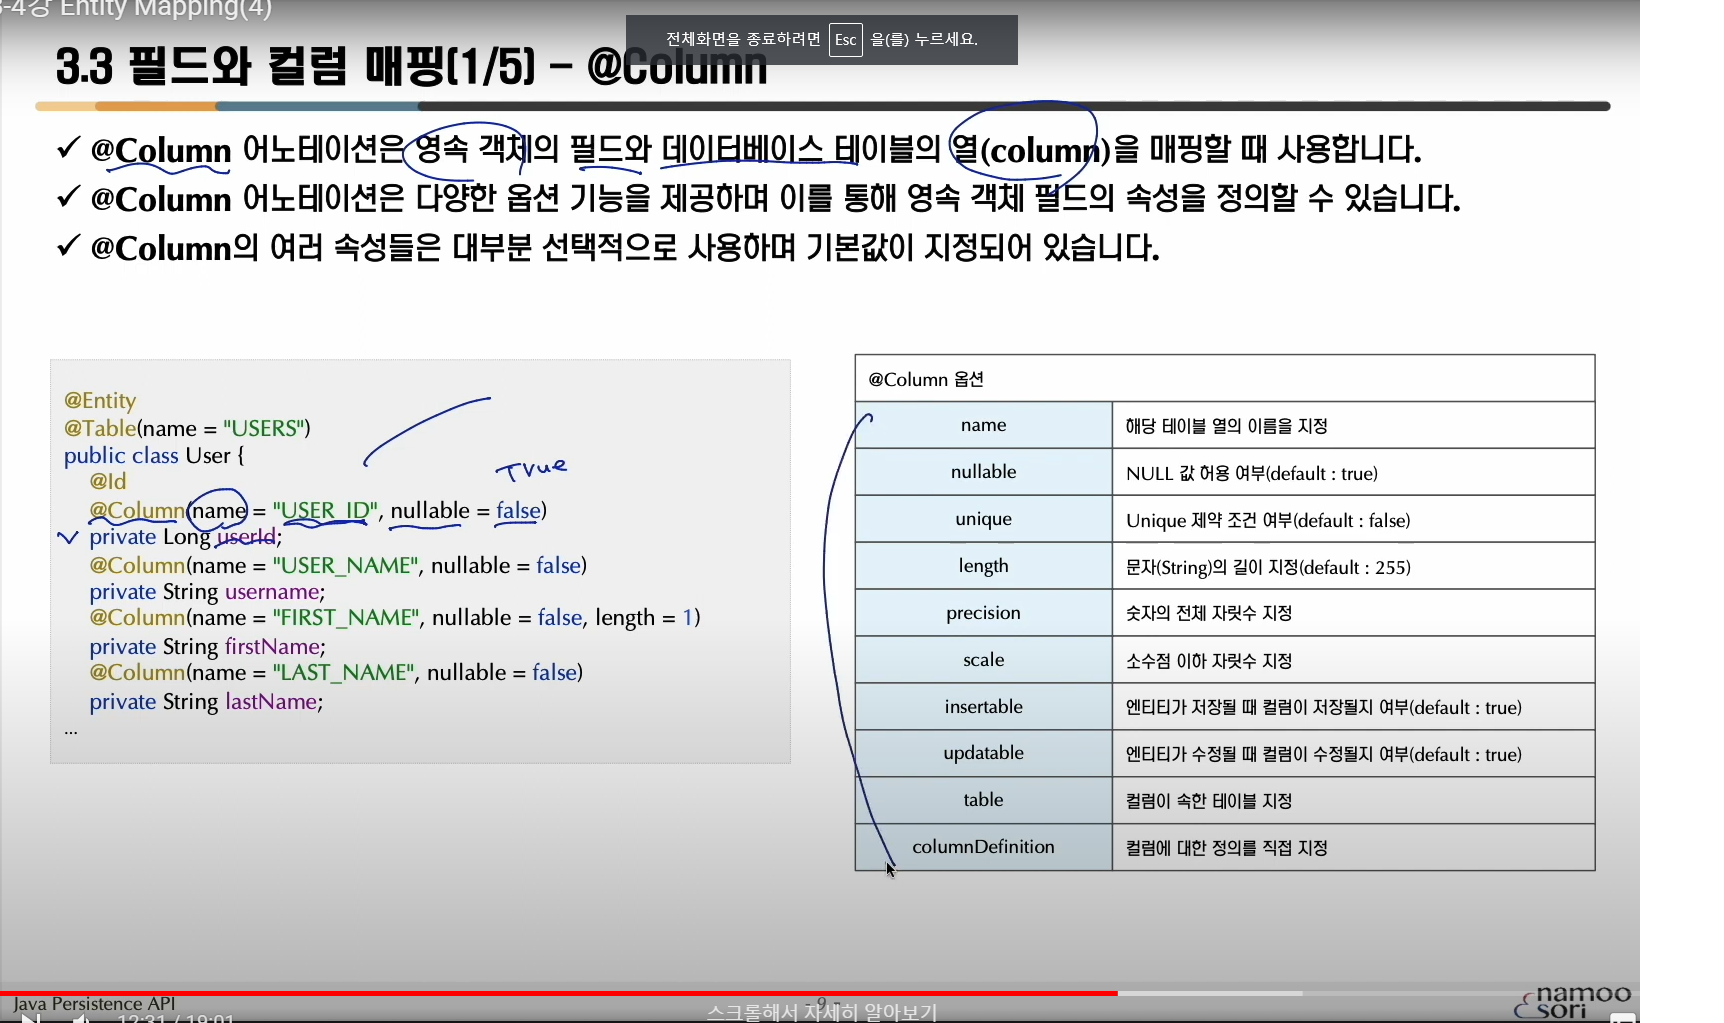 3-4강 Entity Mapping(4)
전체화면을 종료하려면 Esc 을(를) 누르세요.
3.3 필드와 컬럼 매핑(1/5) – @Column
✓ @Column 어노테이션은 영속 객체의 필드와 데이터베이스 테이블의 열(column)을 매핑할 때 사용합니다.
✓ @Column 어노테이션은 다양한 옵션 기능을 제공하며 이를 통해 영속 객체 필드의 속성을 정의할 수 있습니다.
✓ @Column의 여러 속성들은 대부분 선택적으로 사용하며 기본값이 지정되어 있습니다.
@Entity
@Table(name = "USERS")
public class User {
@Id
True
@Column(name = "USER_ID", nullable = false)
private Long userId;
@Column(name = "USER_NAME", nullable = false)
private String username;
@Column(name = "FIRST_NAME", nullable = false, length = 1)
private String firstName;
@Column(name = "LAST_NAME", nullable = false)
private String lastName;
...
@Column 옵션
name 해당 테이블 열의 이름을 지정
nullable NULL 값 허용 여부(default : true)
unique Unique 제약 조건 여부(default : false)
length 문자(String)의 길이 지정(default : 255)
precision 숫자의 전체 자릿수 지정
scale 소수점 이하 자릿수 지정
insertable 엔티티가 저장될 때 컬럼이 저장될지 여부(default : true)
updatable 엔티티가 수정될 때 컬럼이 수정될지 여부(default : true)
table 컬럼이 속한 테이블 지정
columnDefinition 컬럼에 대한 정의를 직접 지정
Java Persistence API
- 9 -
namoo
sori
12:31 / 19:01
스크롤해서 자세히 알아보기